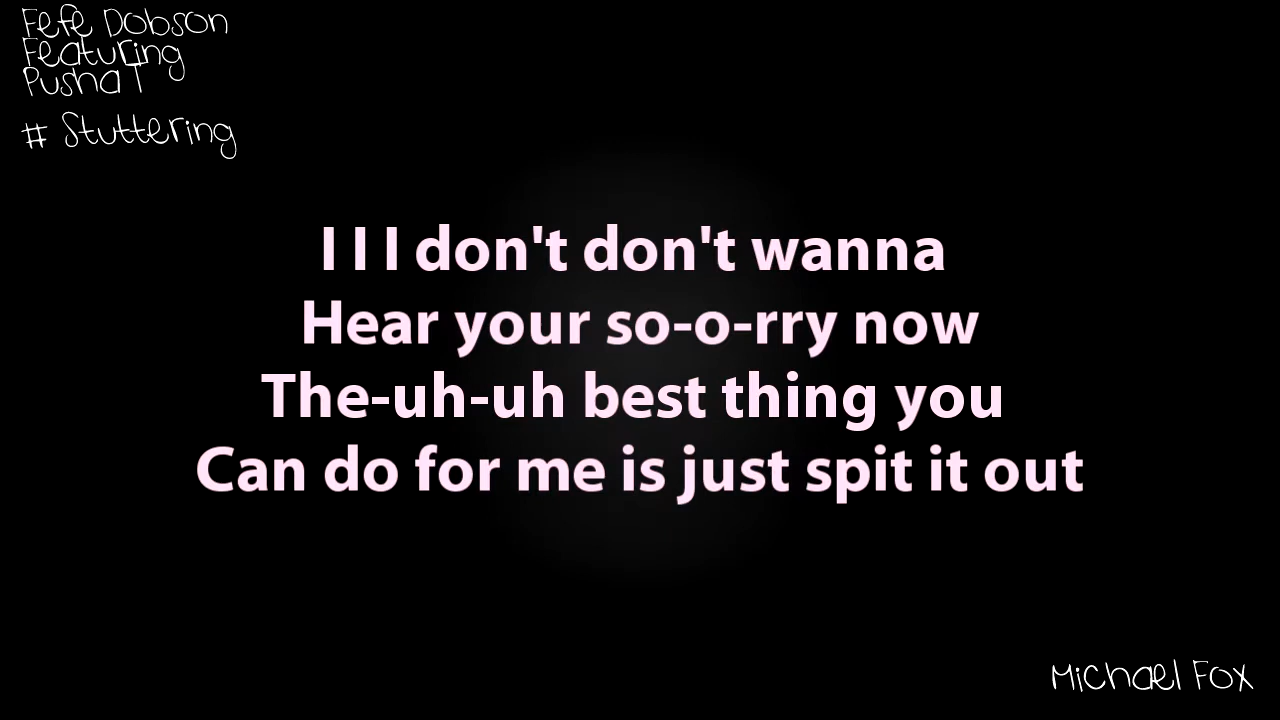 Fefe Dobson
Featuring
Pusha T
# Stuttering
I I I don't don't wanna
Hear your so-o-rry now
The-uh-uh best thing you
Can do for me is just spit it out
Michael Fox